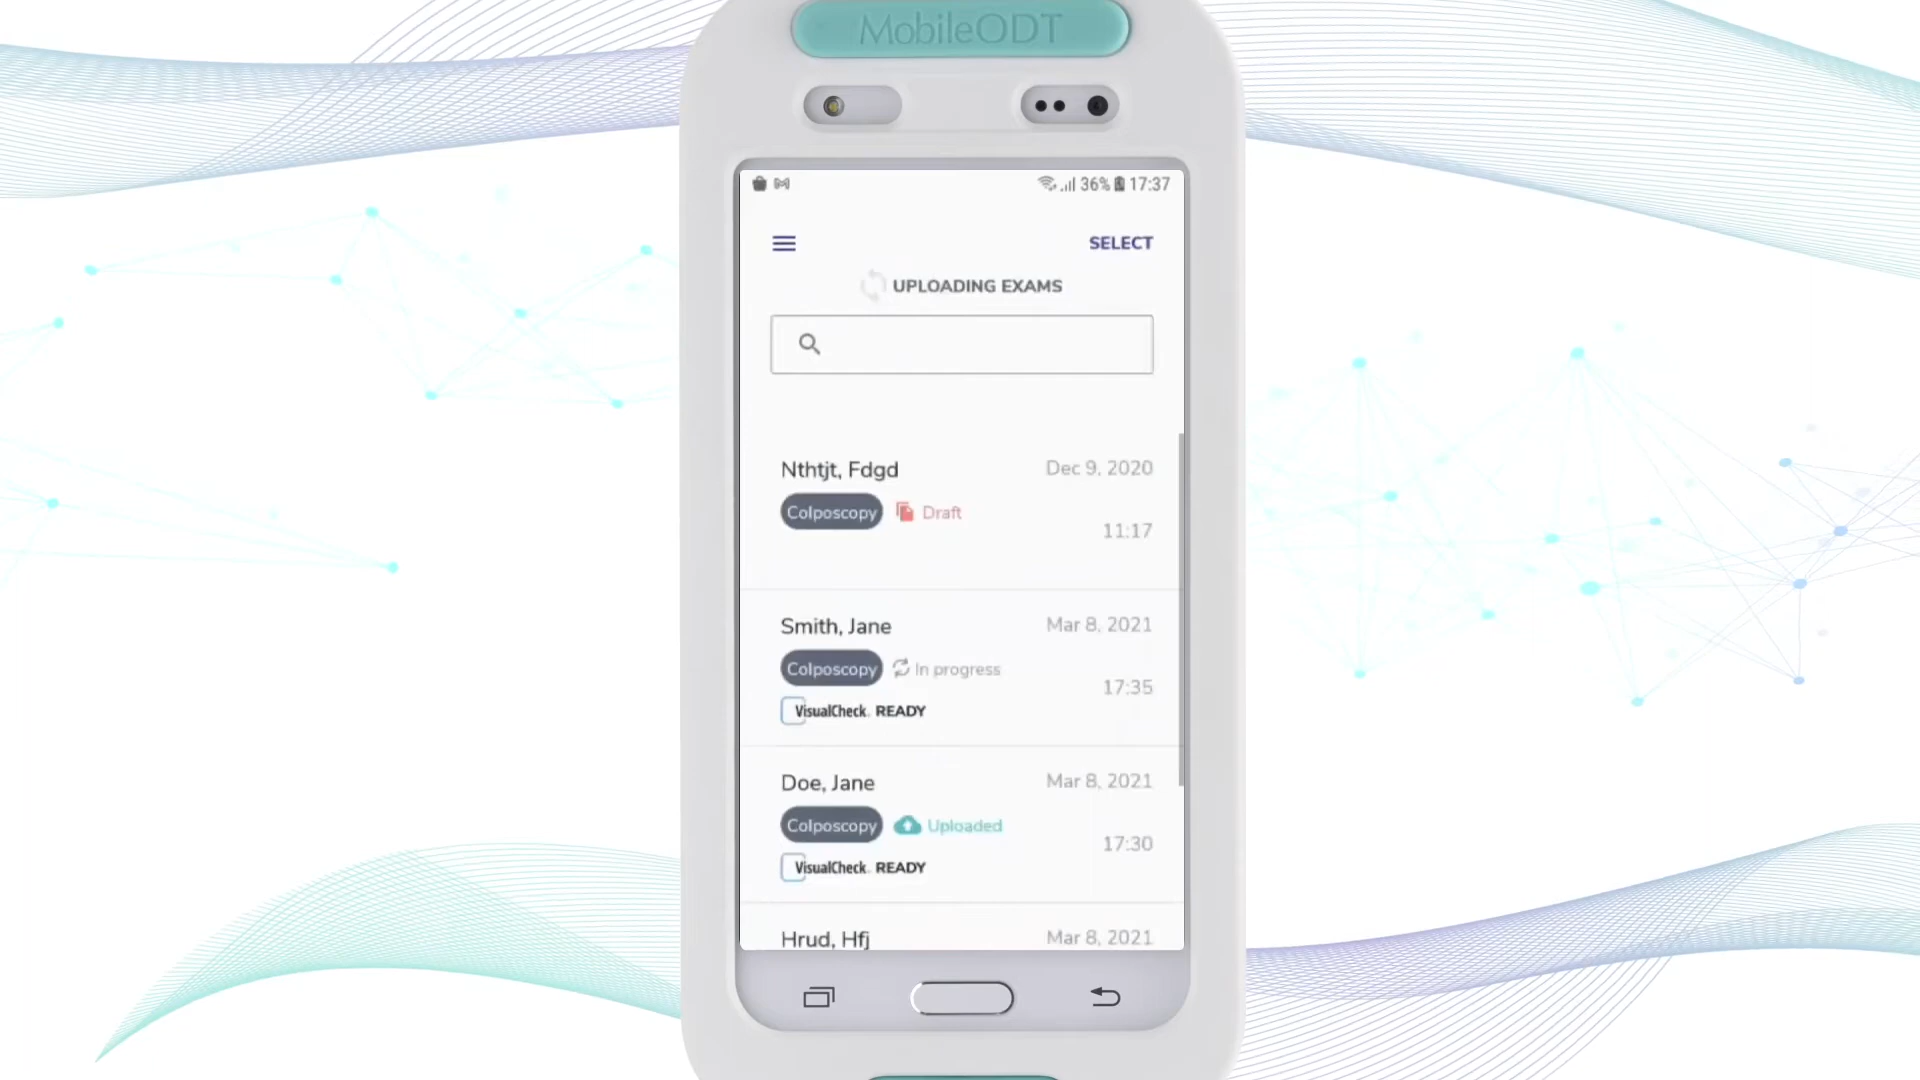 MobileODT
36% 17:37
SELECT
UPLOADING EXAMS
Nthtjt, Fdgd Dec 9, 2020
Colposcopy Draft
11:17
Smith, Jane Mar 8, 2021
Colposcopy In progress
17:35
VisualCheck. READY
Doe, Jane Mar 8, 2021
Colposcopy Uploaded
17:30
VisualCheck. READY
Hrud, Hfj Mar 8, 2021